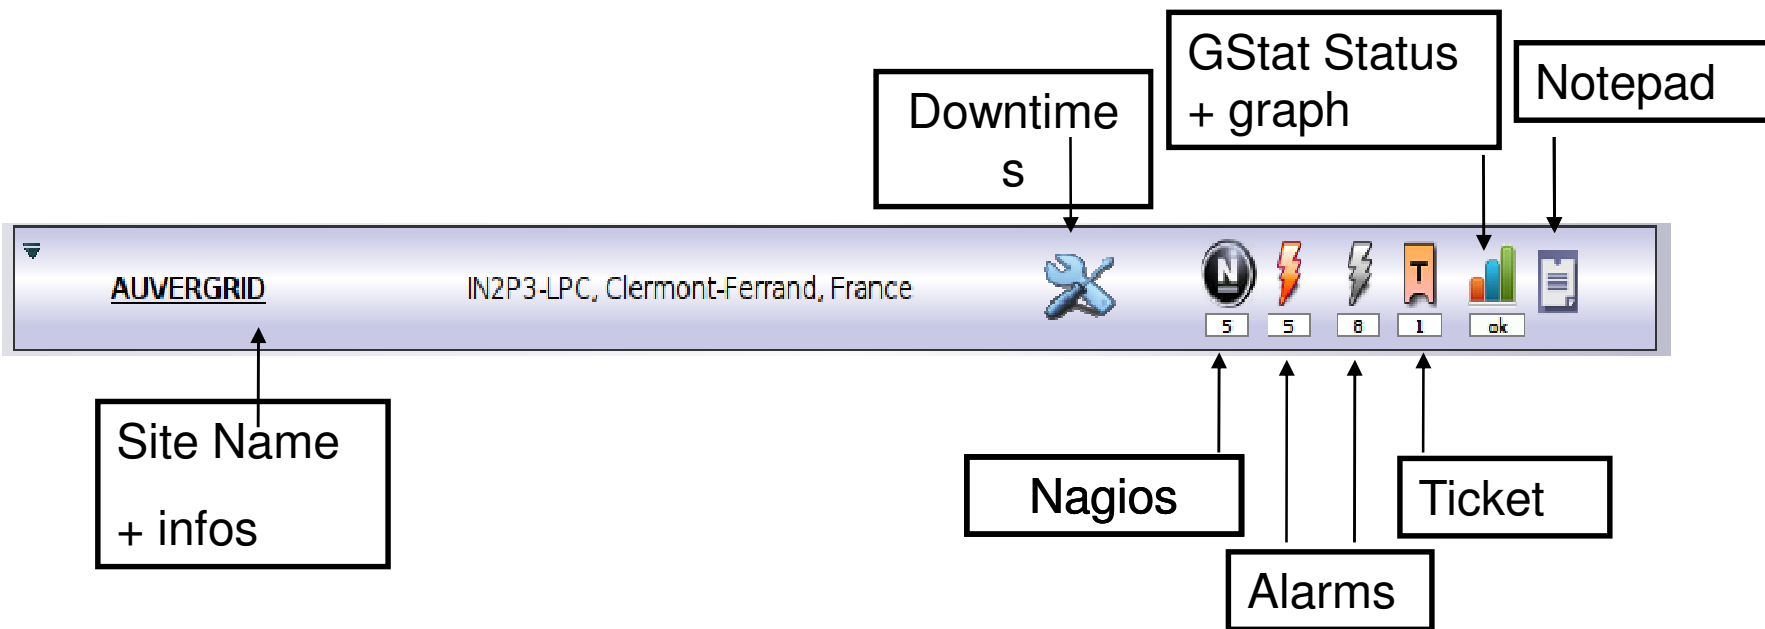 GStat Status
+ graph
Notepad
Downtime
s
AUVERGRID
IN2P3-LPC, Clermont-Ferrand, France
N
T
5
5
8
1
ok
Site Name
+ infos
Nagios
Ticket
Alarms